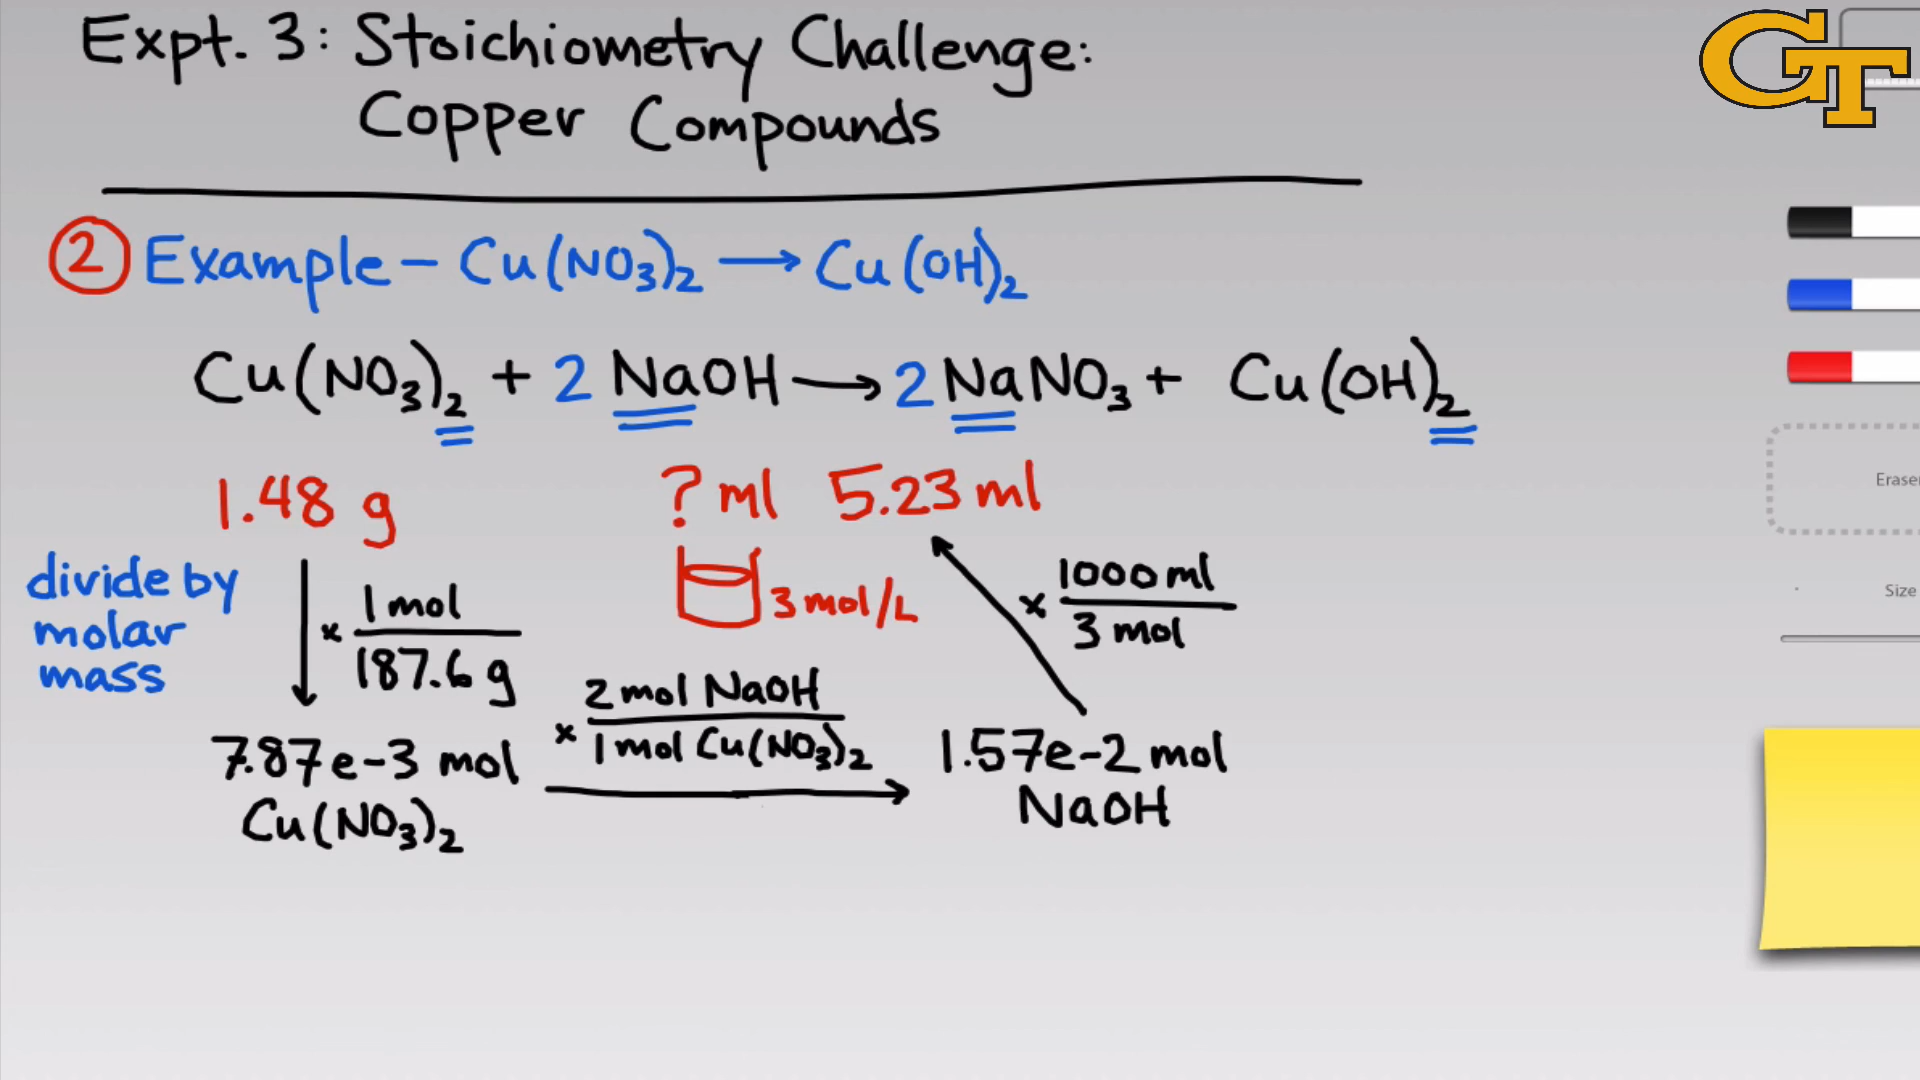 Expt. 3: Stoichiometry Challenge:
Copper Compounds
GT
② Example – Cu(NO₃)₂ → Cu(OH)₂
Cu(NO₃)₂ + 2 NaOH → 2 NaNO₃ + Cu(OH)₂
1.48 g
? ml 5.23 ml
3 mol/L
divide by
molar
mass
× 1 mol
187.6 g
× 1000 ml
3 mol
7.87e-3 mol
Cu(NO₃)₂
× 2 mol NaOH
1 mol Cu(NO₃)₂
1.57e-2 mol
NaOH
Eraser
Size